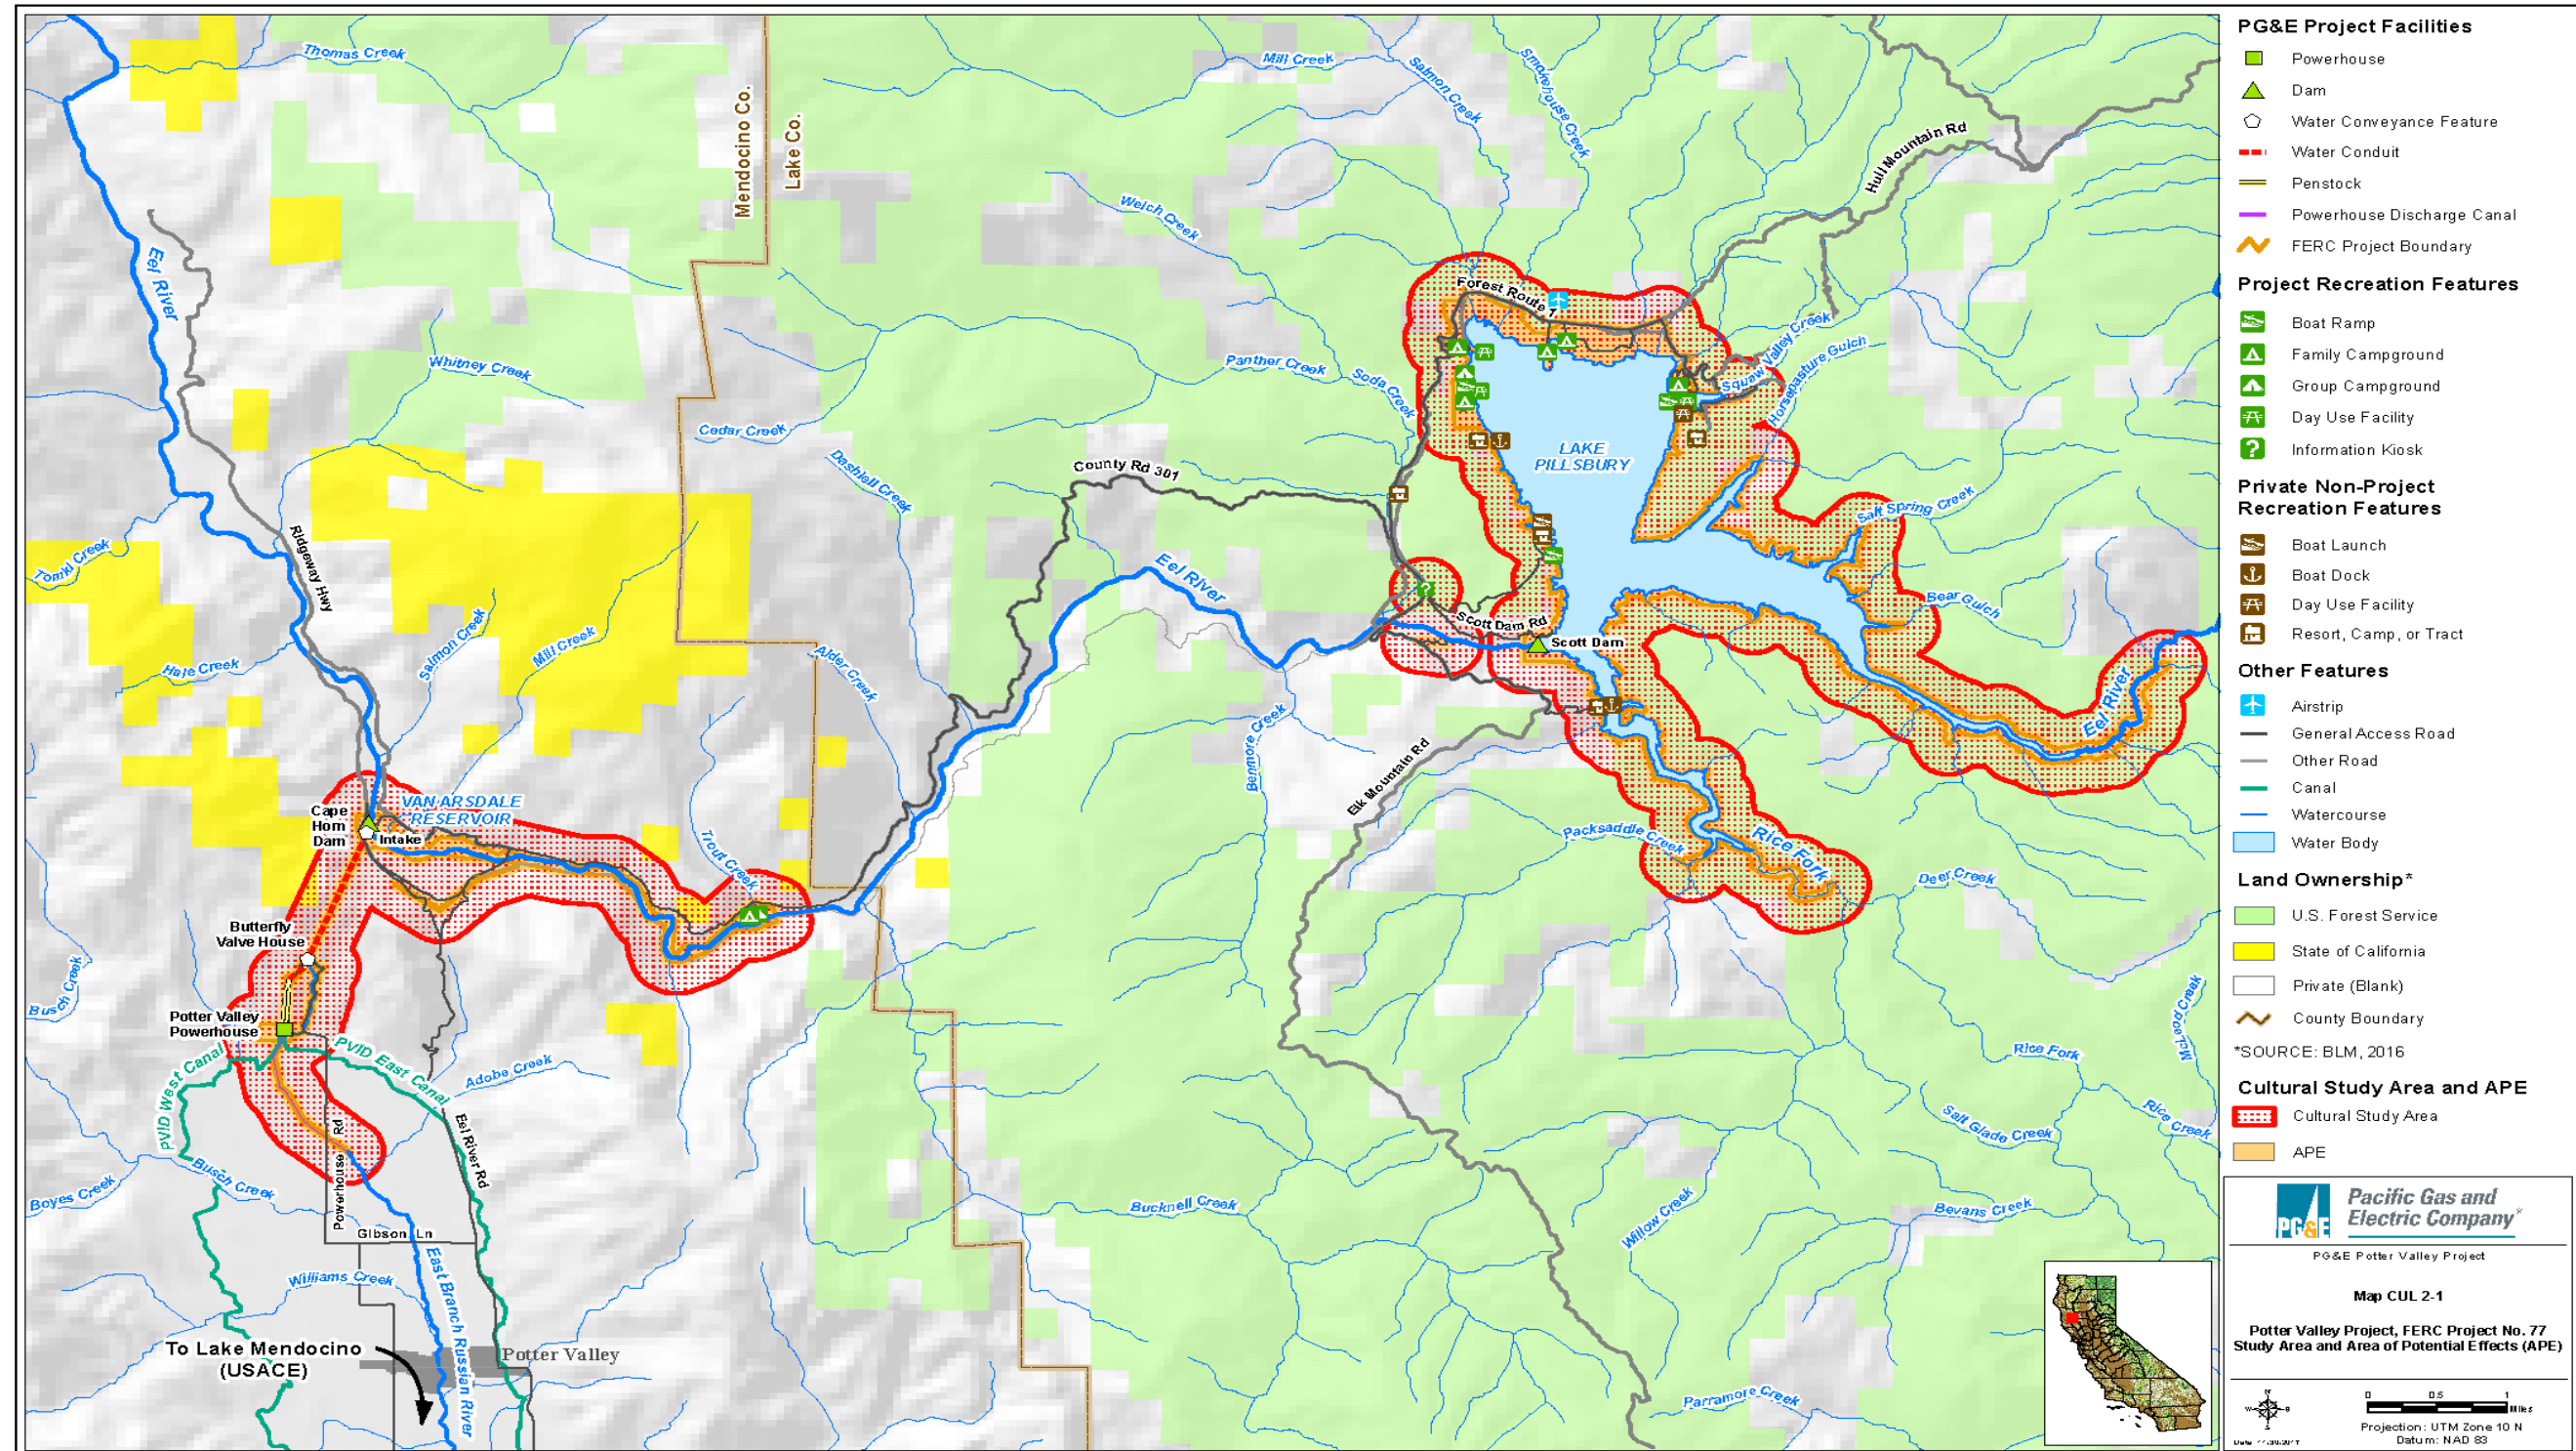 Thomas Creek
Mill Creek
Salmon Creek
Smokehouse Creek
Mendocino Co.
Lake Co.
Hull Mountain Rd
Welch Creek
Eel River
Forest Route 7
Squaw Valley Creek
Horsepasture Gulch
Whitney Creek
Panther Creek
Soda Creek
Cedar Creek
LAKE
PILLSBURY
Dashiell Creek
County Rd 301
Salt Spring Creek
Ridgeway Hwy
Tomki Creek
Eel River
Bear Gulch
Scott Dam Rd
Scott Dam
Salmon Creek
Mill Creek
Hale Creek
Alder Creek
Eel River
Benmore Creek
Elk Mountain Rd
VAN ARSDALE
RESERVOIR
Cape
Horn
Dam
Intake
Trout Creek
Packsaddle Creek
Rice Fork
Deer Creek
Butterfly
Valve House
Busch Creek
Potter Valley
Powerhouse
McLeod Creek
PVID West Canal
PVID East Canal
Adobe Creek
Rice Fork
Eel River Rd
Salt Glade Creek
Rice Creek
Powerhouse Rd
Busch Creek
Boyes Creek
Bucknell Creek
Willow Creek
Bevans Creek
Gibson Ln
East Branch Russian River
Williams Creek
To Lake Mendocino
(USACE)
Potter Valley
Parramore Creek
PG&E Project Facilities
Powerhouse
Dam
Water Conveyance Feature
Water Conduit
Penstock
Powerhouse Discharge Canal
FERC Project Boundary
Project Recreation Features
Boat Ramp
Family Campground
Group Campground
Day Use Facility
?
Information Kiosk
Private Non-Project
Recreation Features
Boat Launch
Boat Dock
Day Use Facility
Resort, Camp, or Tract
Other Features
Airstrip
General Access Road
Other Road
Canal
Watercourse
Water Body
Land Ownership*
U.S. Forest Service
State of California
Private (Blank)
County Boundary
*SOURCE: BLM, 2016
Cultural Study Area and APE
Cultural Study Area
APE
PG&E
Pacific Gas and
Electric Company
PG&E Potter Valley Project
Map CUL 2-1
Potter Valley Project, FERC Project No. 77
Study Area and Area of Potential Effects (APE)
N
W E
S
0 0.5 1
Miles
Projection: UTM Zone 10 N
Datum: NAD 83